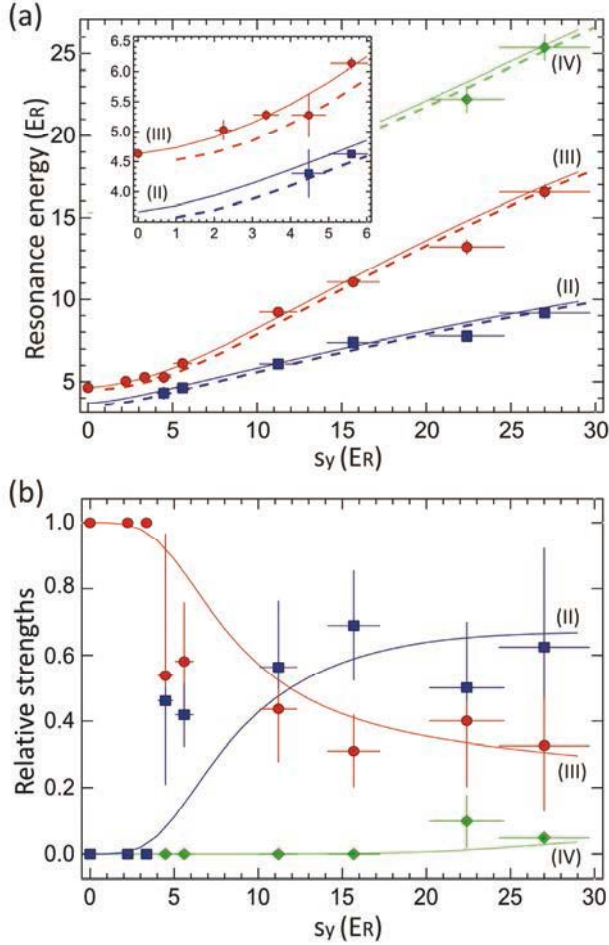 (a)
Resonance energy (ER)
25
20
15
10
5
(IV)
(III)
(II)
6.5
6.0
5.5
5.0
4.5
4.0
(III)
(II)
0 1 2 3 4 5 6
0 5 10 15 20 25 30
sy (ER)
(b)
Relative strengths
1.0
0.8
0.6
0.4
0.2
0.0
(II)
(III)
(IV)
0 5 10 15 20 25 30
sy (ER)